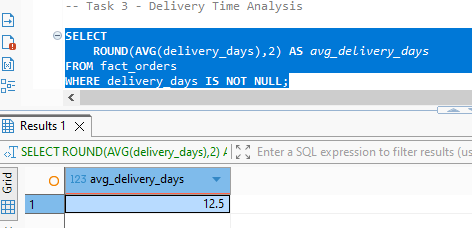 -- Task 3 - Delivery Time Analysis
SELECT
ROUND(AVG(delivery_days),2) AS avg_delivery_days
FROM fact_orders
WHERE delivery_days IS NOT NULL;
Results 1
SELECT ROUND(AVG(delivery_days),2) A
Enter a SQL expression to filter results (us
Grid
123 avg_delivery_days
1
12.5